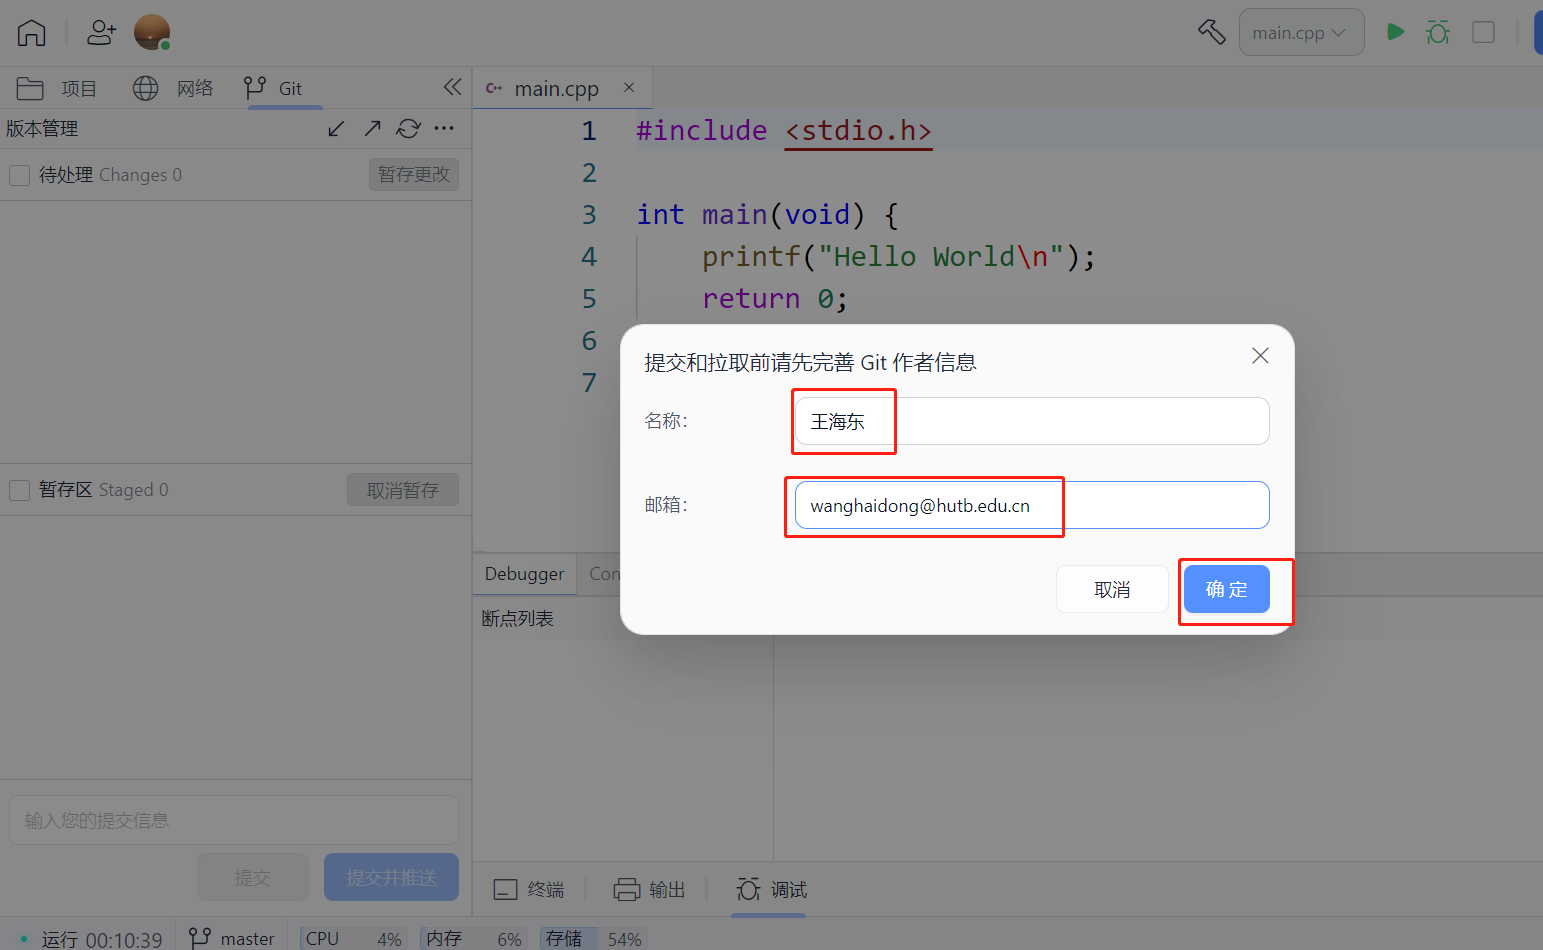 main.cpp
项目 网络 Git
C++ main.cpp ×
版本管理
待处理 Changes 0 暂存更改
暂存区 Staged 0 取消暂存
输入您的提交信息
提交 提交并推送
1 #include <stdio.h>
2
3 int main(void) {
4 printf("Hello World\n");
5 return 0;
6
7
提交和拉取前请先完善 Git 作者信息
名称: 王海东
邮箱: wanghaidong@hutb.edu.cn
取消 确 定
Debugger Con
断点列表
终端 输出 调试
运行 00:10:39 master CPU 4% 内存 6% 存储 54%